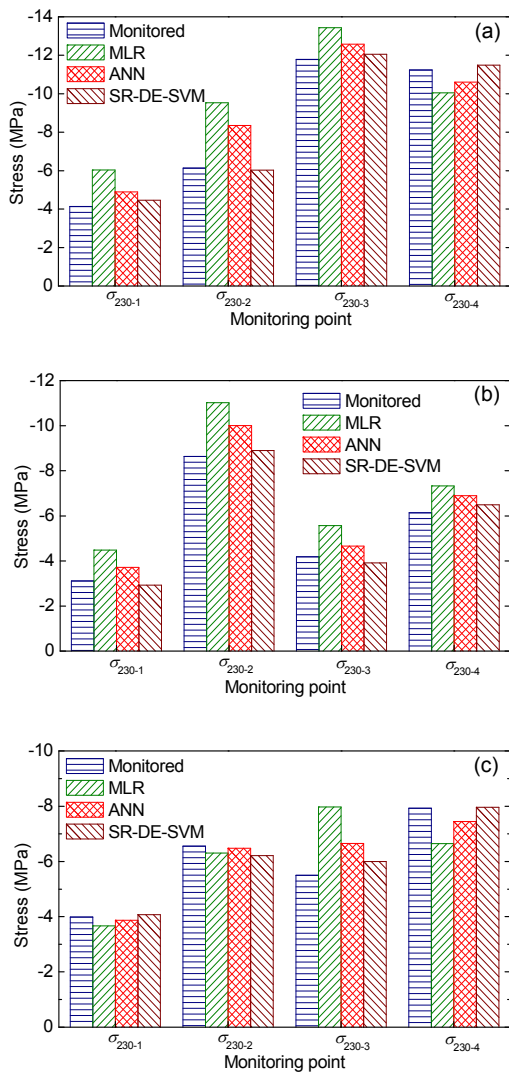 (a)
Monitored
MLR
ANN
SR-DE-SVM
Stress (MPa)
-14
-12
-10
-8
-6
-4
-2
0
σ230-1 σ230-2 σ230-3 σ230-4
Monitoring point
(b)
Monitored
MLR
ANN
SR-DE-SVM
Stress (MPa)
-12
-10
-8
-6
-4
-2
0
σ230-1 σ230-2 σ230-3 σ230-4
Monitoring point
(c)
Monitored
MLR
ANN
SR-DE-SVM
Stress (MPa)
-10
-8
-6
-4
-2
0
σ230-1 σ230-2 σ230-3 σ230-4
Monitoring point